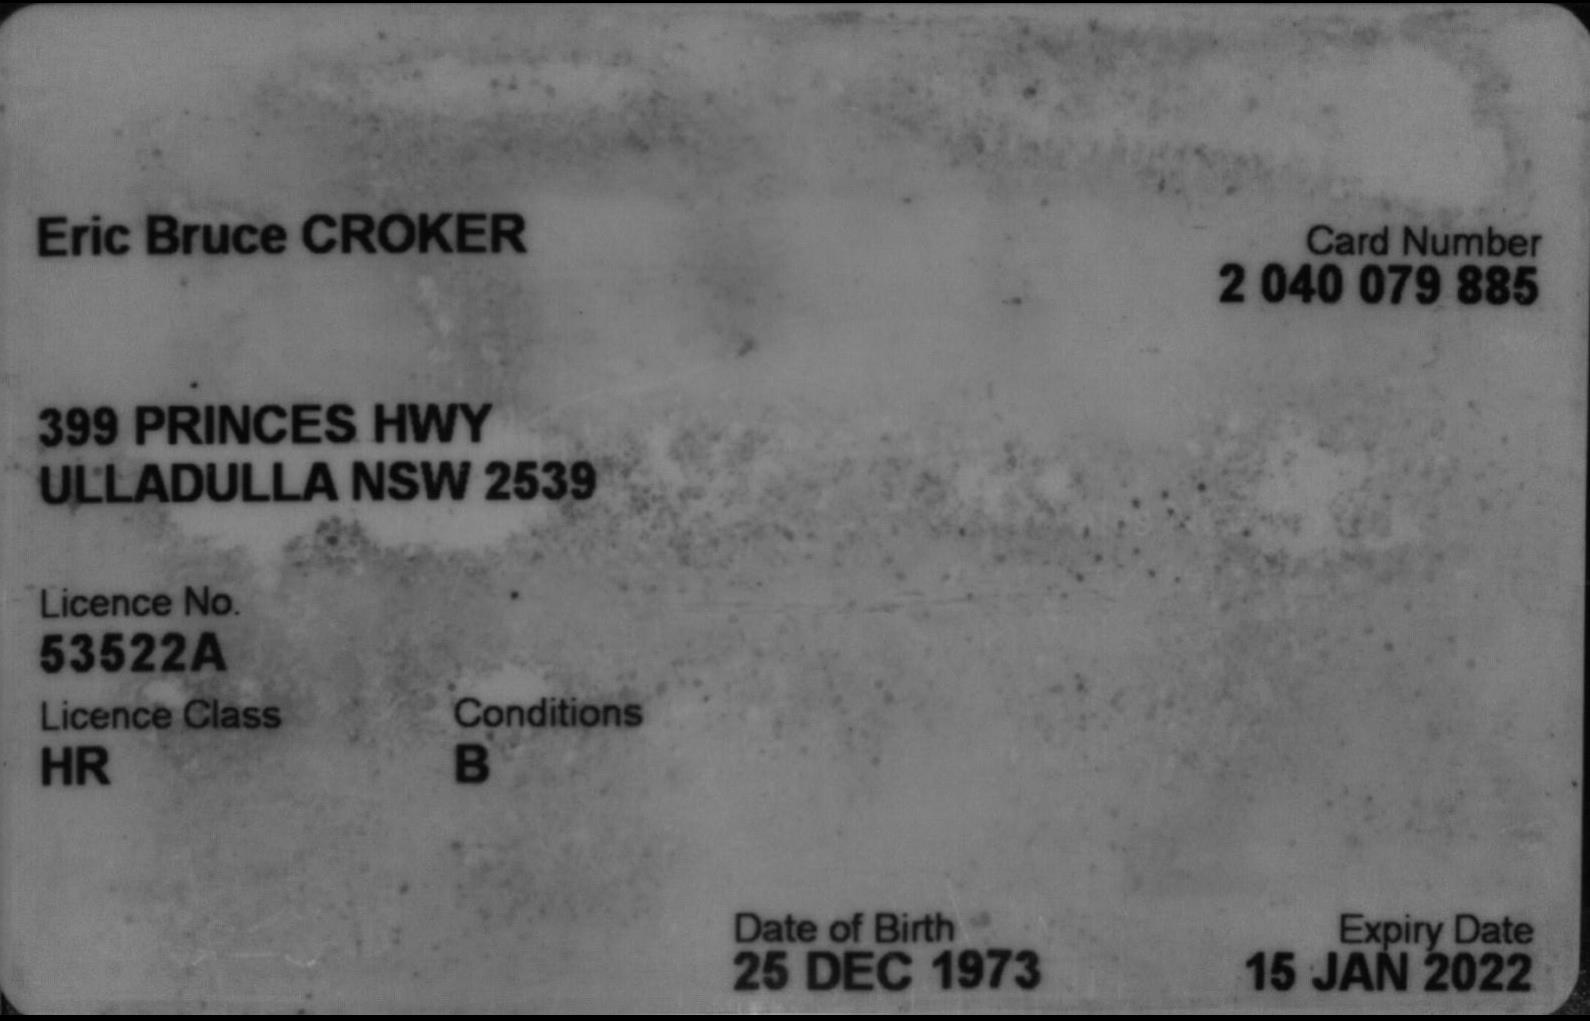 Eric Bruce CROKER
Card Number
2 040 079 885
399 PRINCES HWY
ULLADULLA NSW 2539
Licence No.
53522A
Licence Class
Conditions
HR
B
Date of Birth
Expiry Date
25 DEC 1973
15 JAN 2022